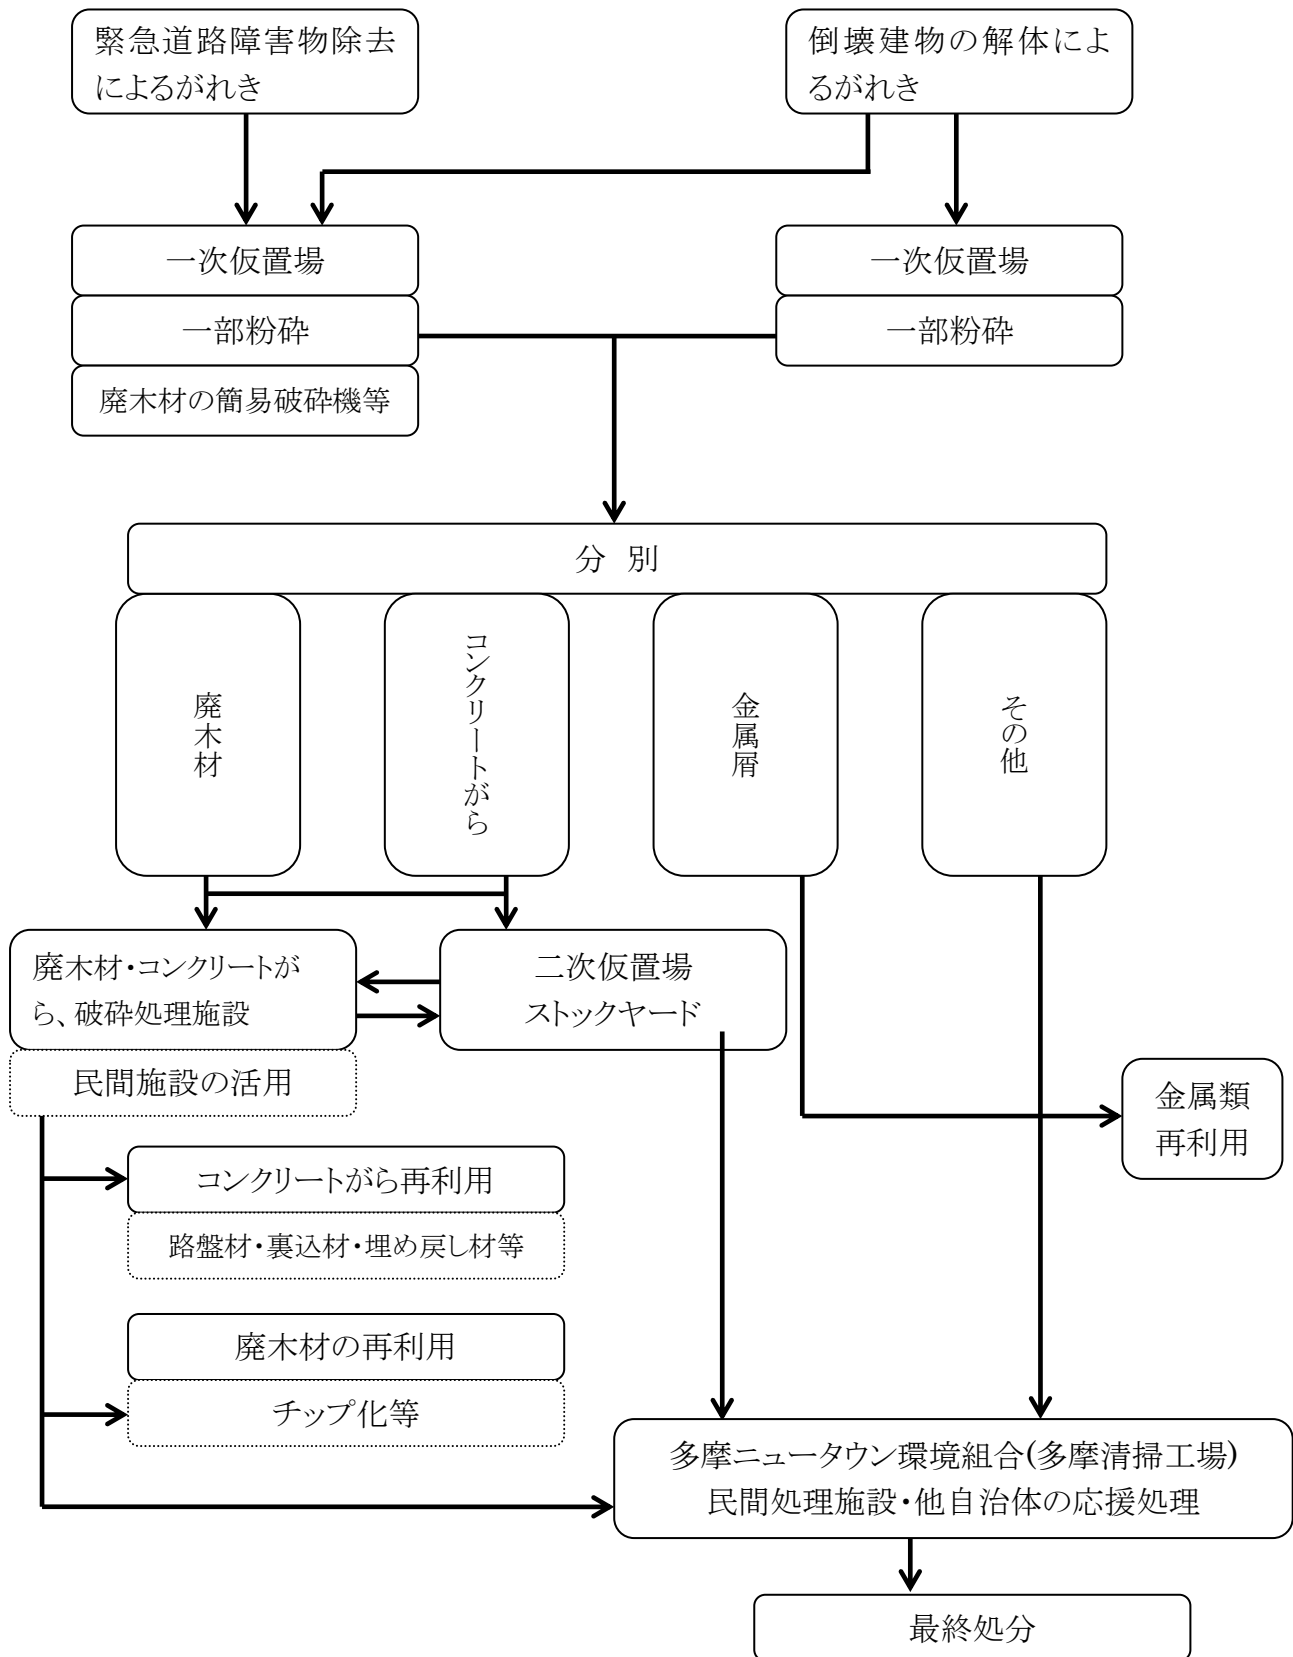 緊急道路障害物除去
によるがれき
倒壊建物の解体によ
るがれき
一次仮置場
一次仮置場
一部粉砕
一部粉砕
廃木材の簡易破砕機等
分 別
廃木材
コンクリートがら
金属屑
その他
廃木材・コンクリートが
ら、破砕処理施設
二次仮置場
ストックヤード
民間施設の活用
金属類
再利用
コンクリートがら再利用
路盤材・裏込材・埋め戻し材等
廃木材の再利用
チップ化等
多摩ニュータウン環境組合(多摩清掃工場)
民間処理施設・他自治体の応援処理
最終処分